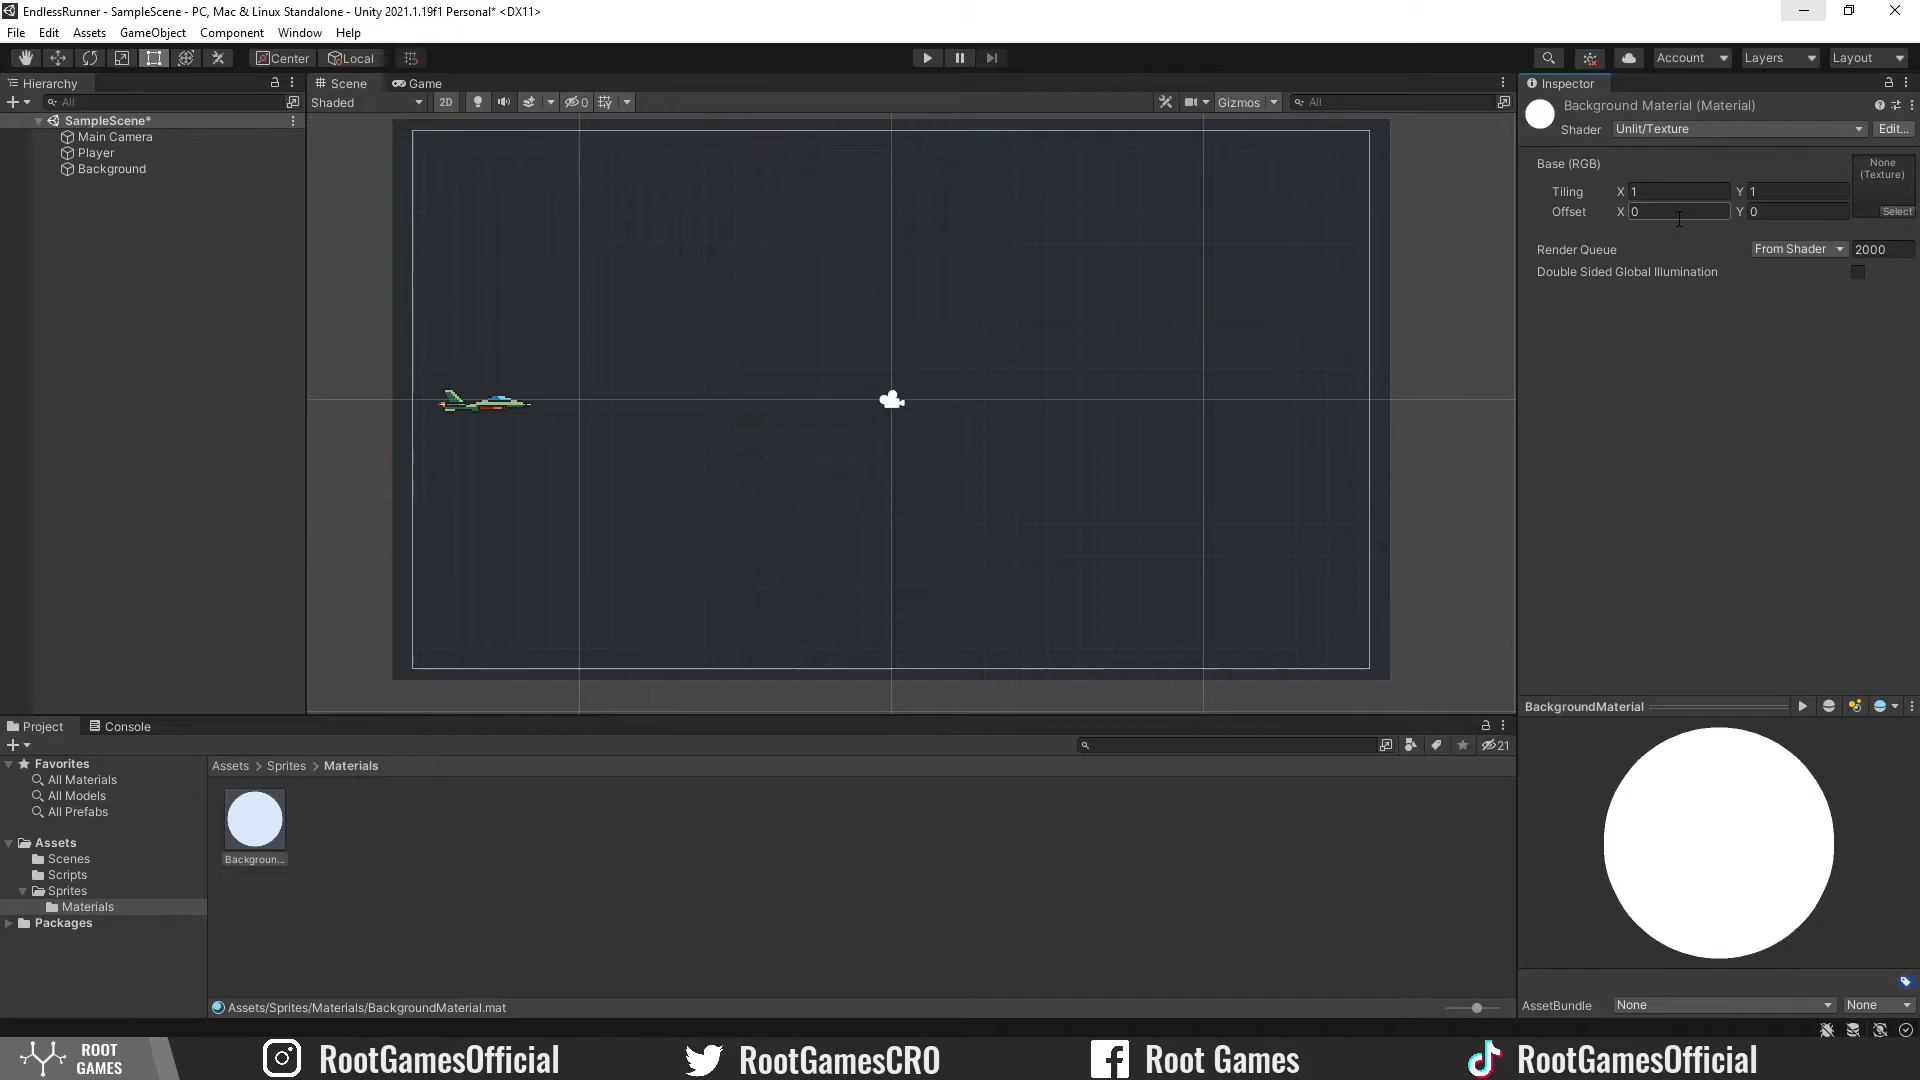 EndlessRunner - SampleScene - PC, Mac & Linux Standalone - Unity 2021.1.19f1 Personal* <DX11>
File Edit Assets GameObject Component Window Help
Center Local Account Layers Layout
Hierarchy
All
SampleScene*
Main Camera
Player
Background
Scene Game
Shaded 2D 0 Gizmos All
Inspector
Background Material (Material)
Shader Unlit/Texture Edit...
Base (RGB)
None
(Texture)
Select
Tiling X 1 Y 1
Offset X 0 Y 0
Render Queue From Shader 2000
Double Sided Global Illumination
Project Console
21
Favorites
All Materials
All Models
All Prefabs
Assets
Scenes
Scripts
Sprites
Materials
Packages
Assets > Sprites > Materials
Backgroun...
Assets/Sprites/Materials/BackgroundMaterial.mat
BackgroundMaterial
AssetBundle None None
ROOT
GAMES
RootGamesOfficial RootGamesCRO Root Games RootGamesOfficial